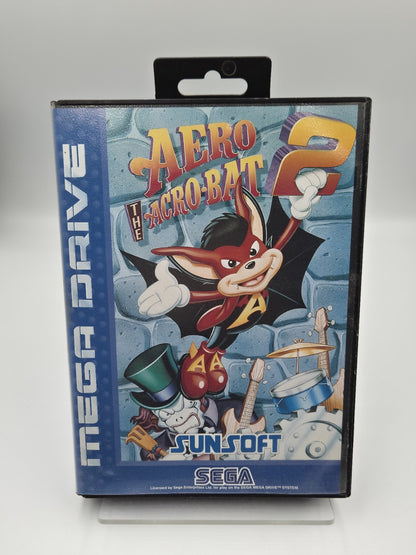 MEGA DRIVE
AERO 2
THE ACRO-BAT
A
AA
SUNSOFT
SEGA
Licensed by Sega Enterprises Ltd. for play on the SEGA MEGA DRIVE™ SYSTEM.